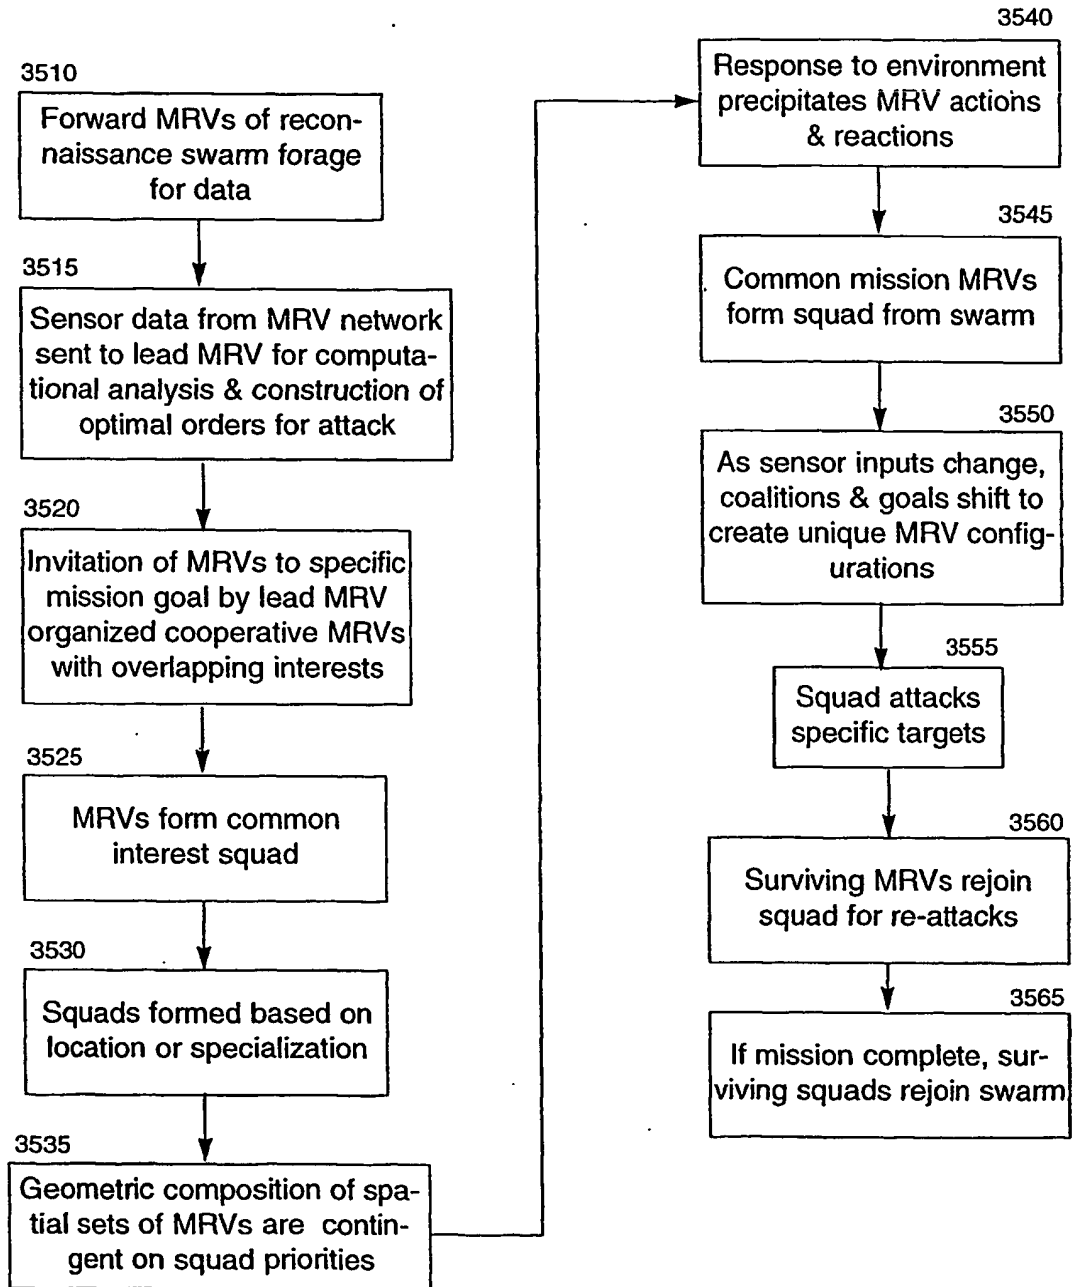 3510
Forward MRVs of recon-
naissance swarm forage
for data
3515
Sensor data from MRV network
sent to lead MRV for computa-
tional analysis & construction of
optimal orders for attack
3520
Invitation of MRVs to specific
mission goal by lead MRV
organized cooperative MRVs
with overlapping interests
3525
MRVs form common
interest squad
3530
Squads formed based on
location or specialization
3535
Geometric composition of spa-
tial sets of MRVs are contin-
gent on squad priorities
3540
Response to environment
precipitates MRV actions
& reactions
3545
Common mission MRVs
form squad from swarm
3550
As sensor inputs change,
coalitions & goals shift to
create unique MRV config-
urations
3555
Squad attacks
specific targets
3560
Surviving MRVs rejoin
squad for re-attacks
3565
If mission complete, sur-
viving squads rejoin swarm